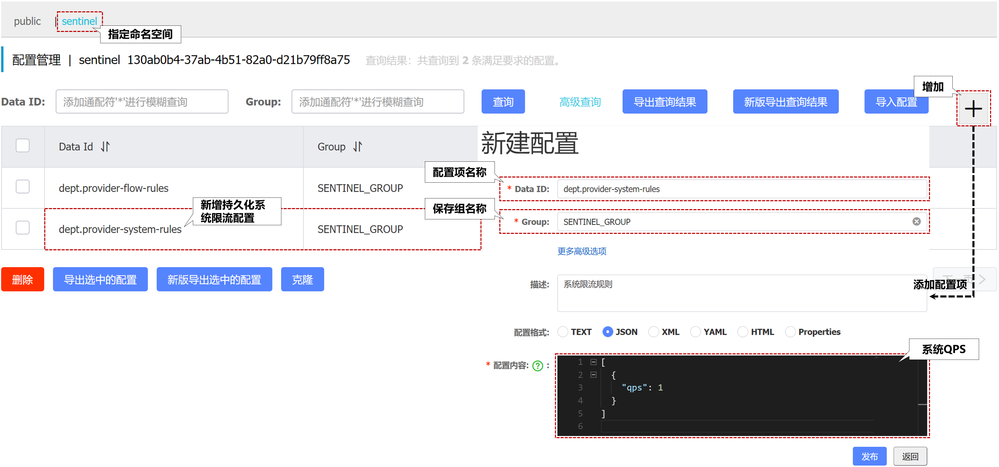 public | sentinel
指定命名空间
配置管理 | sentinel 130ab0b4-37ab-4b51-82a0-d21b79ff8a75 查询结果：共查询到 2 条满足要求的配置。
增加
Data ID: 添加通配符'*'进行模糊查询 Group: 添加通配符'*'进行模糊查询 查询 高级查询 导出查询结果 新版导出查询结果 导入配置
Data Id Group
新建配置
配置项名称
dept.provider-flow-rules SENTINEL_GROUP
* Data ID: dept.provider-system-rules
新增持久化系
统限流配置
保存组名称
dept.provider-system-rules SENTINEL_GROUP
* Group: SENTINEL_GROUP
更多高级选项
删除 导出选中的配置 新版导出选中的配置 克隆
描述: 系统限流规则
下一页
添加配置项
配置格式: TEXT JSON XML YAML HTML Properties
系统QPS
* 配置内容: ? :
1 [
2 {
3 "qps": 1
4 }
5 ]
6
发布 返回